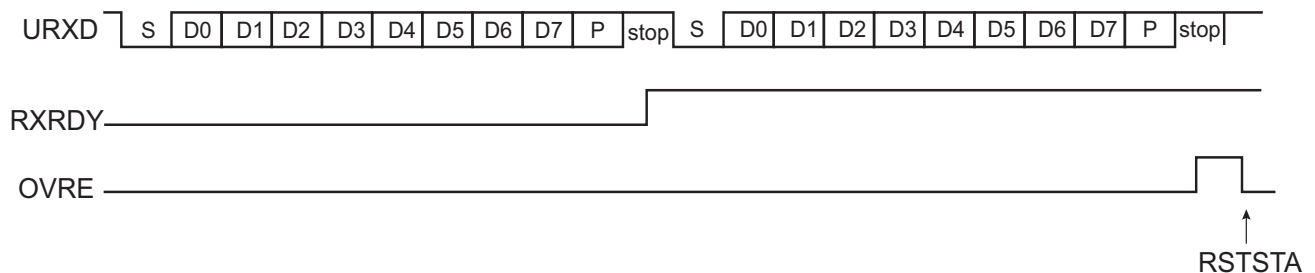 URXD S D0 D1 D2 D3 D4 D5 D6 D7 P stop S D0 D1 D2 D3 D4 D5 D6 D7 P stop
RXRDY
OVRE
RSTSTA